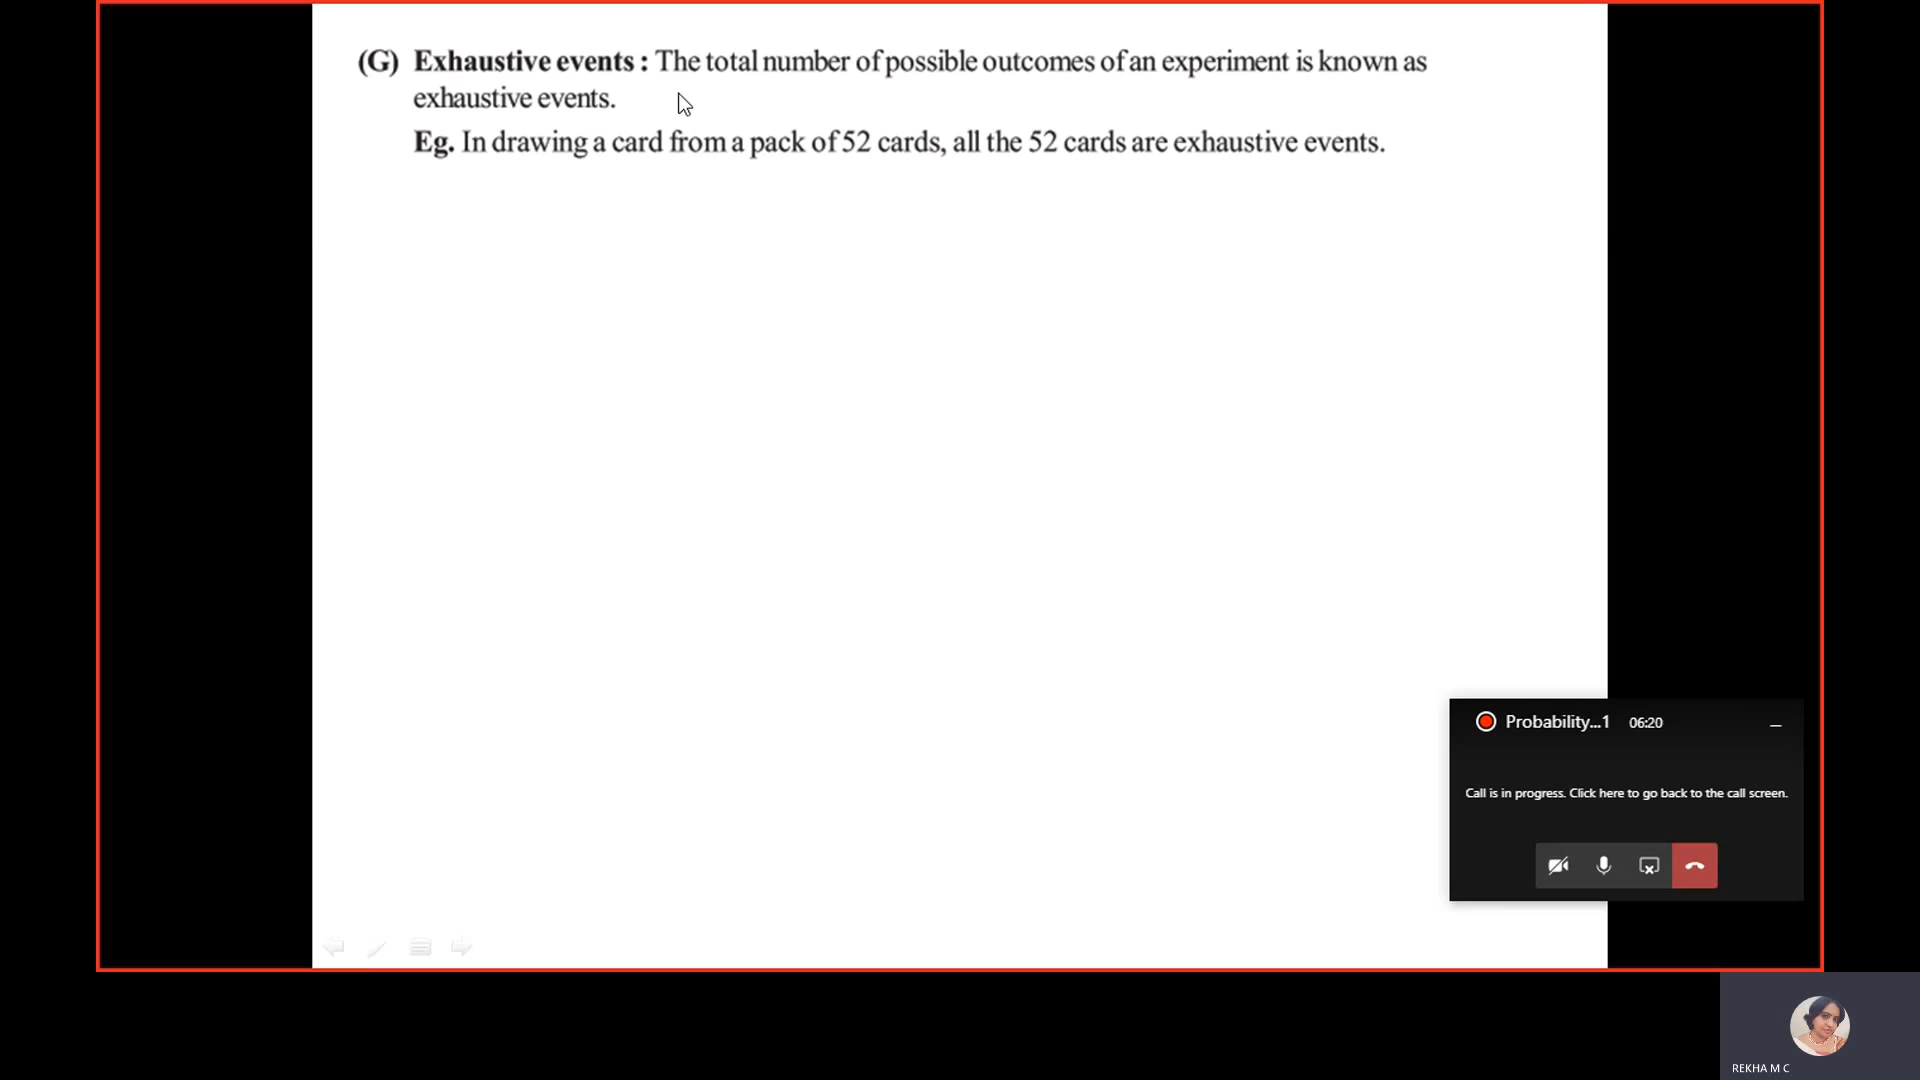 (G) Exhaustive events : The total number of possible outcomes of an experiment is known as
exhaustive events.
Eg. In drawing a card from a pack of 52 cards, all the 52 cards are exhaustive events.
Probability...1 06:20
Call is in progress. Click here to go back to the call screen.
REKHA M C